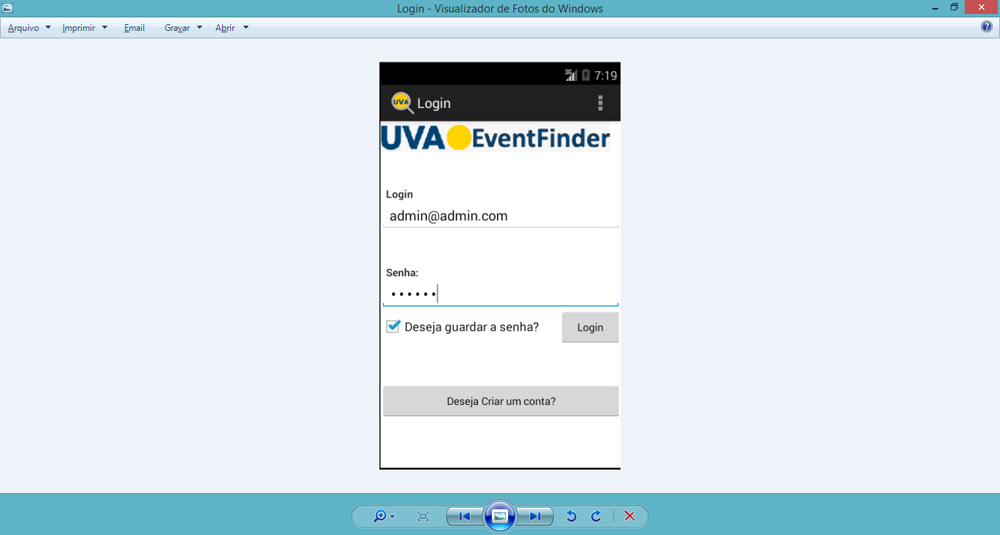 Login - Visualizador de Fotos do Windows
Arquivo Imprimir Email Gravar Abrir
3G 7:19
UVA Login
UVA EventFinder
Login
admin@admin.com
Senha:
••••••
Deseja guardar a senha? Login
Deseja Criar um conta?